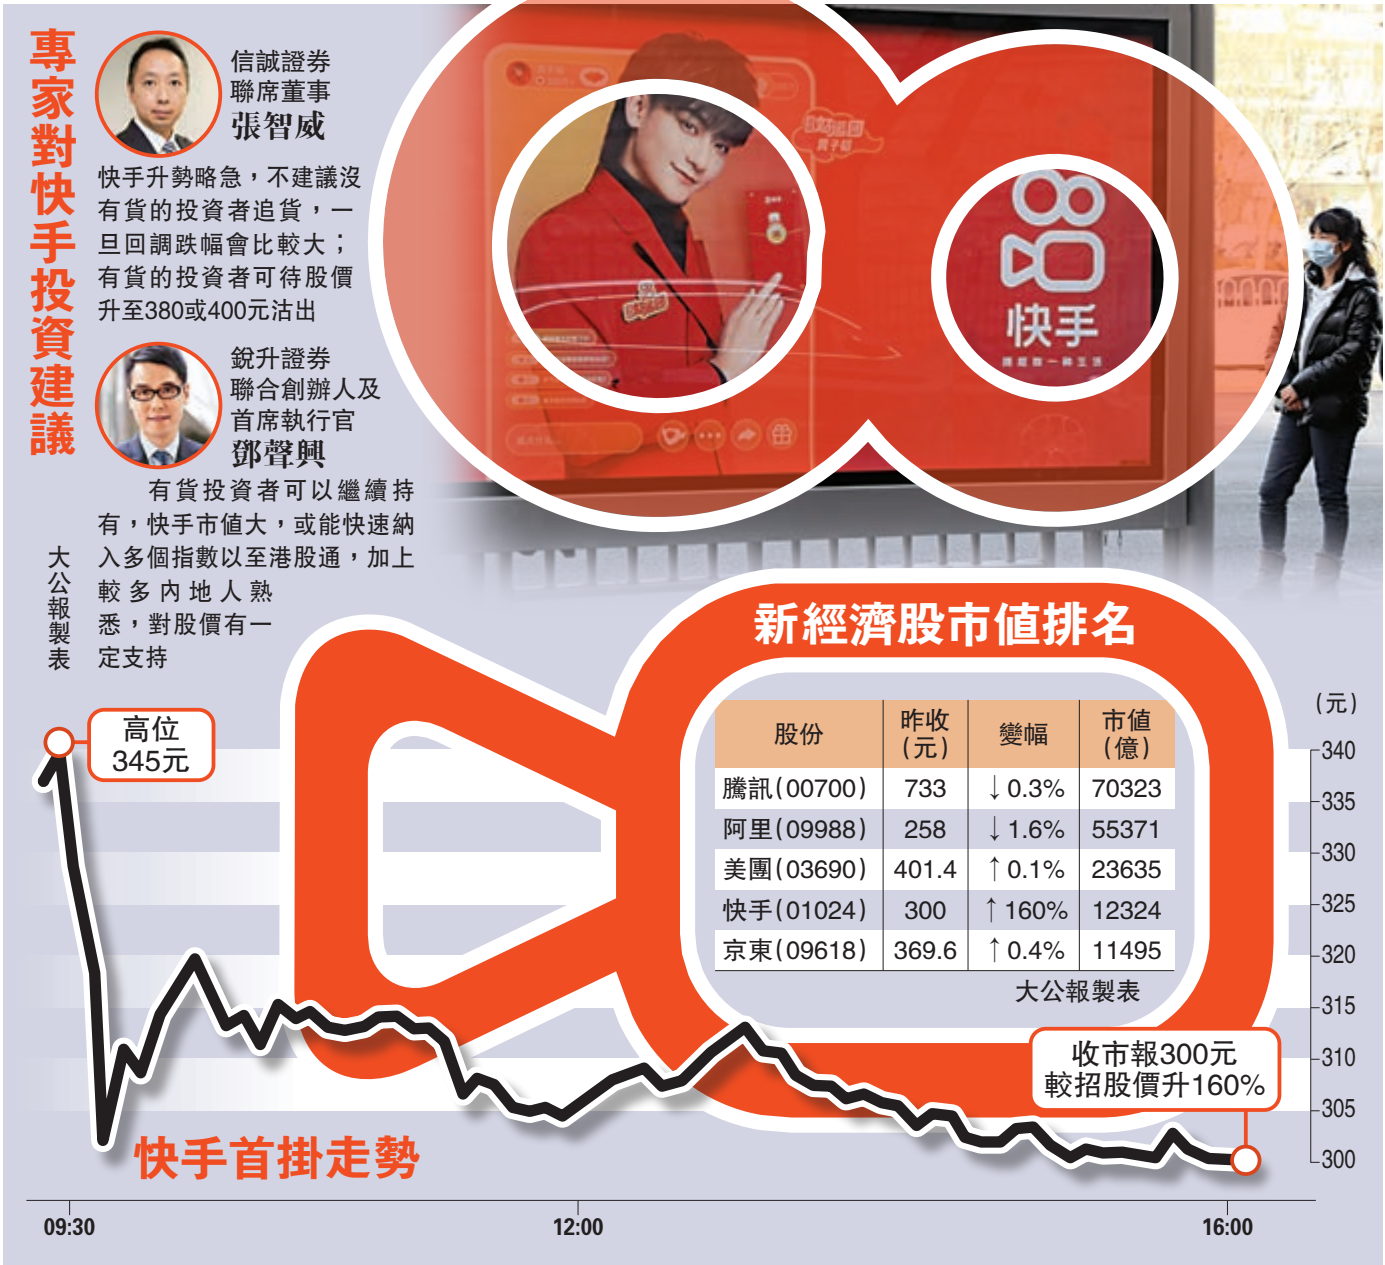 專家對快手投資建議
信誠證券
聯席董事
張智威
快手升勢略急，不建議沒
有貨的投資者追貨，一
旦回調跌幅會比較大；
有貨的投資者可待股價
升至380或400元沽出
銳升證券
聯合創辦人及
首席執行官
鄧聲興
有貨投資者可以繼續持
有，快手市值大，或能快速納
入多個指數以至港股通，加上
較多內地人熟
悉，對股價有一
定支持
大公報製表
快手
新經濟股市值排名
股份 昨收(元) 變幅 市值(億)
騰訊(00700) 733 ↓0.3% 70323
阿里(09988) 258 ↓1.6% 55371
美團(03690) 401.4 ↑0.1% 23635
快手(01024) 300 ↑160% 12324
京東(09618) 369.6 ↑0.4% 11495
大公報製表
高位
345元
(元)
340
335
330
325
320
315
310
305
300
收市報300元
較招股價升160%
快手首掛走勢
09:30
12:00
16:00